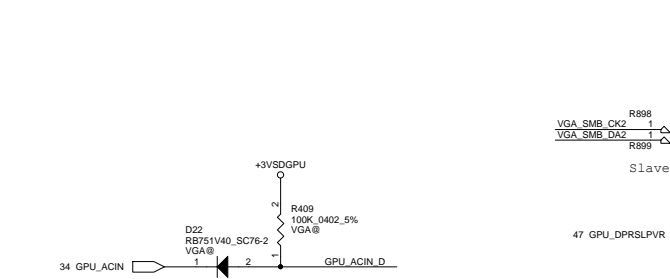 R898
VGA_SMB_CK2 1
VGA_SMB_DA2 1
R899
Slave
+3VSDGPU
2
R409
100K_0402_5%
VGA@
1
D22
RB751V40_SC76-2
VGA@
47 GPU_DPRSLPVR
34 GPU_ACIN
1 2
GPU_ACIN_D